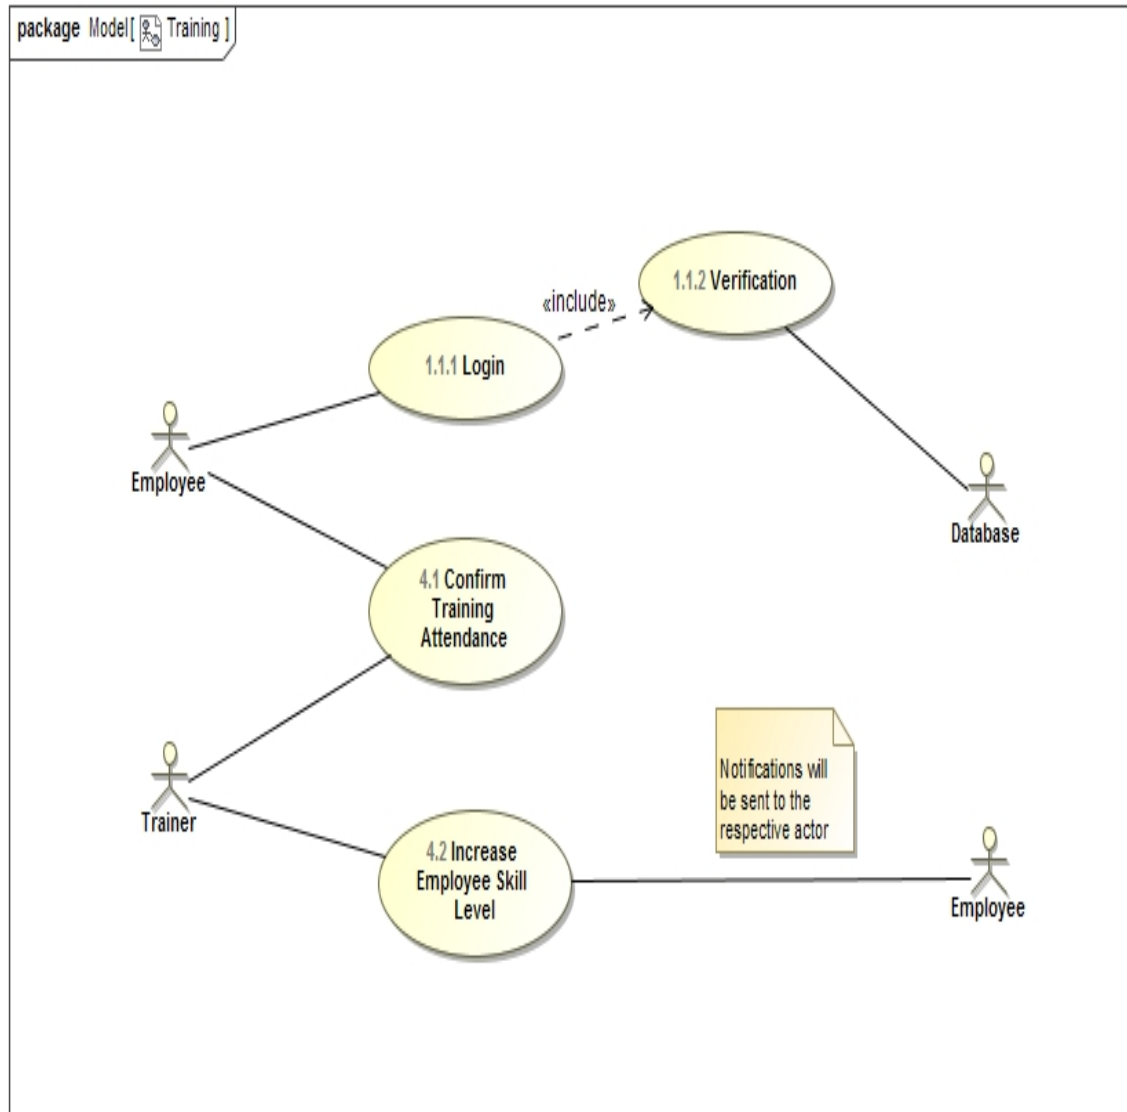 package Model[ Training ]
1.1.2 Verification
«include»
1.1.1 Login
Employee
Database
4.1 Confirm
Training
Attendance
Notifications will
be sent to the
respective actor
Trainer
4.2 Increase
Employee Skill
Level
Employee